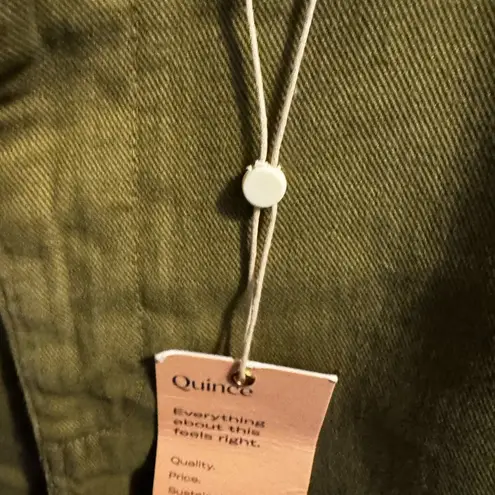 Quince
Everything
about this
feels right.
Quality.
Price.